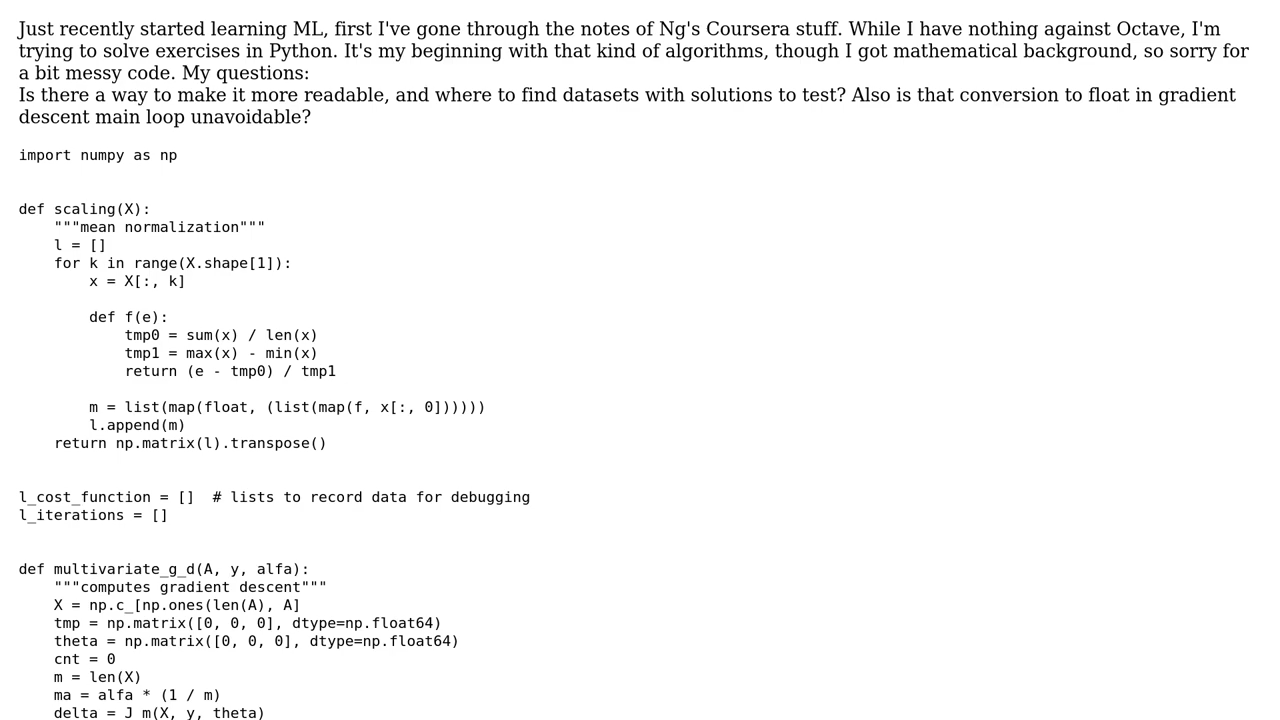 Just recently started learning ML, first I've gone through the notes of Ng's Coursera stuff. While I have nothing against Octave, I'm
trying to solve exercises in Python. It's my beginning with that kind of algorithms, though I got mathematical background, so sorry for
a bit messy code. My questions:
Is there a way to make it more readable, and where to find datasets with solutions to test? Also is that conversion to float in gradient
descent main loop unavoidable?
import numpy as np
def scaling(X):
    """mean normalization"""
    l = []
    for k in range(X.shape[1]):
        x = X[:, k]
        def f(e):
            tmp0 = sum(x) / len(x)
            tmp1 = max(x) - min(x)
            return (e - tmp0) / tmp1
        m = list(map(float, (list(map(f, x[:, 0])))))
        l.append(m)
    return np.matrix(l).transpose()
l_cost_function = []  # lists to record data for debugging
l_iterations = []
def multivariate_g_d(A, y, alfa):
    """computes gradient descent"""
    X = np.c_[np.ones(len(A), A]
    tmp = np.matrix([0, 0, 0], dtype=np.float64)
    theta = np.matrix([0, 0, 0], dtype=np.float64)
    cnt = 0
    m = len(X)
    ma = alfa * (1 / m)
    delta = J_m(X, y, theta)